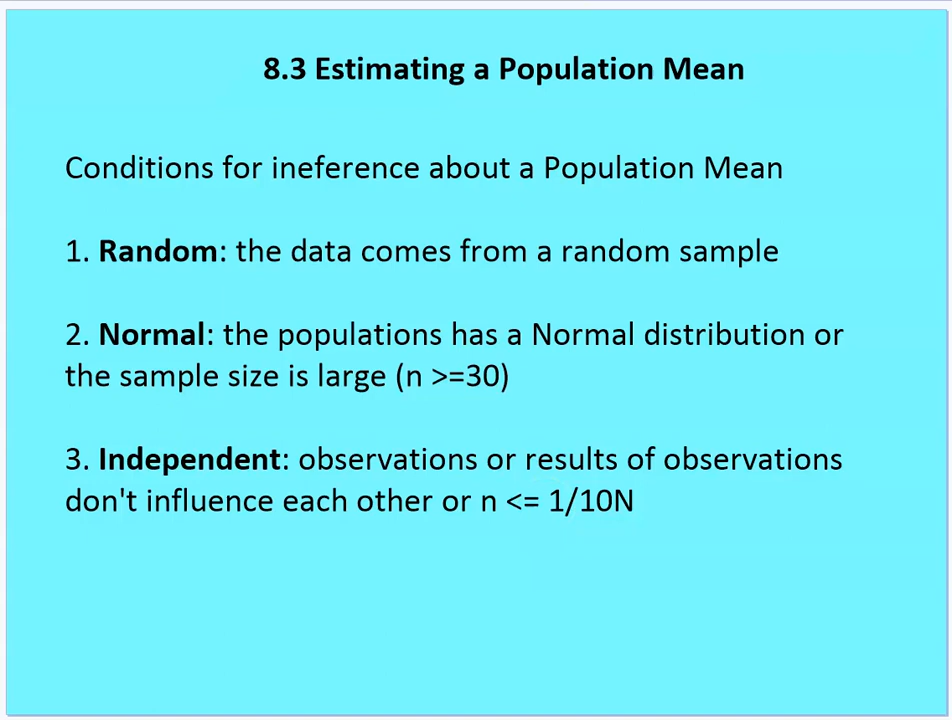 8.3 Estimating a Population Mean
Conditions for ineference about a Population Mean
1. Random: the data comes from a random sample
2. Normal: the populations has a Normal distribution or
the sample size is large (n >=30)
3. Independent: observations or results of observations
don't influence each other or n <= 1/10N